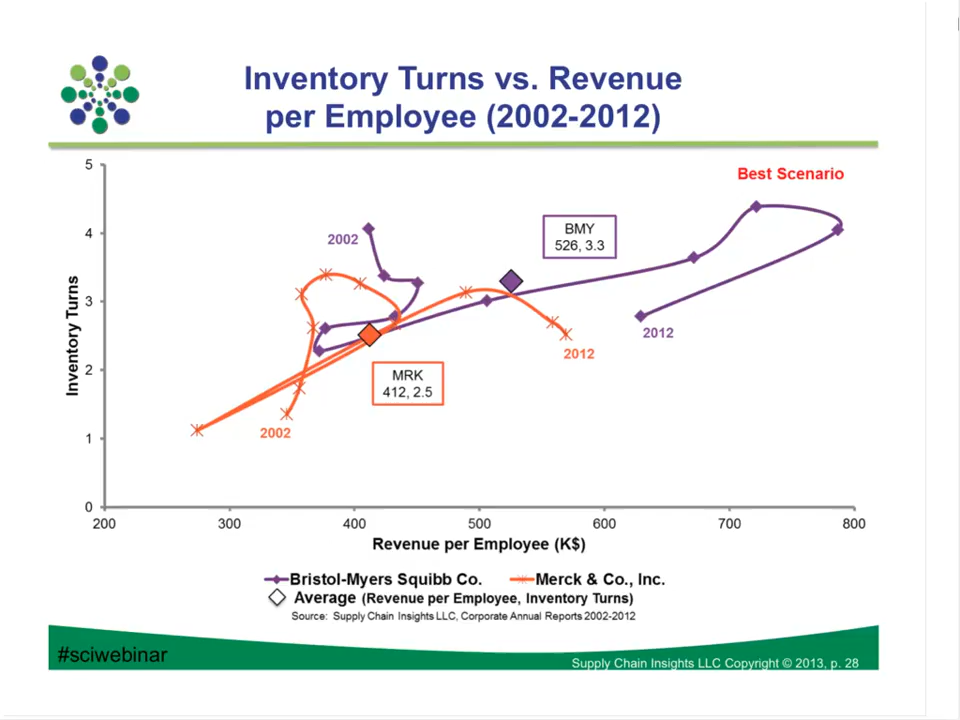 Inventory Turns vs. Revenue
per Employee (2002-2012)
Best Scenario
5
4
3
2
1
0
Inventory Turns
2002
BMY
526, 3.3
2012
2012
MRK
412, 2.5
2002
200
300
400
500
600
700
800
Revenue per Employee (K$)
Bristol-Myers Squibb Co.
Merck & Co., Inc.
Average (Revenue per Employee, Inventory Turns)
Source: Supply Chain Insights LLC, Corporate Annual Reports 2002-2012
#sciwebinar
Supply Chain Insights LLC Copyright © 2013, p. 28